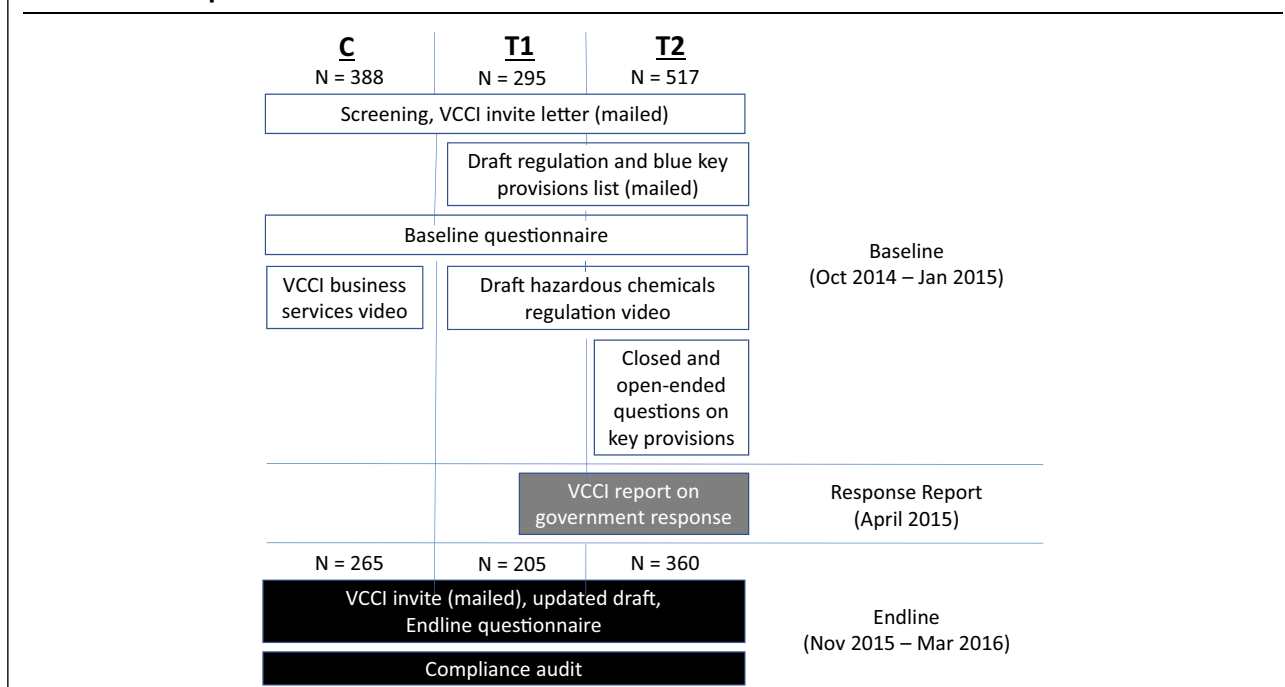 C T1 T2
N = 388 N = 295 N = 517
Screening, VCCI invite letter (mailed)
Draft regulation and blue key
provisions list (mailed)
Baseline questionnaire
VCCI business
services video
Draft hazardous chemicals
regulation video
Baseline
(Oct 2014 – Jan 2015)
Closed and
open-ended
questions on
key provisions
VCCI report on
government response
Response Report
(April 2015)
N = 265 N = 205 N = 360
VCCI invite (mailed), updated draft,
Endline questionnaire
Endline
(Nov 2015 – Mar 2016)
Compliance audit